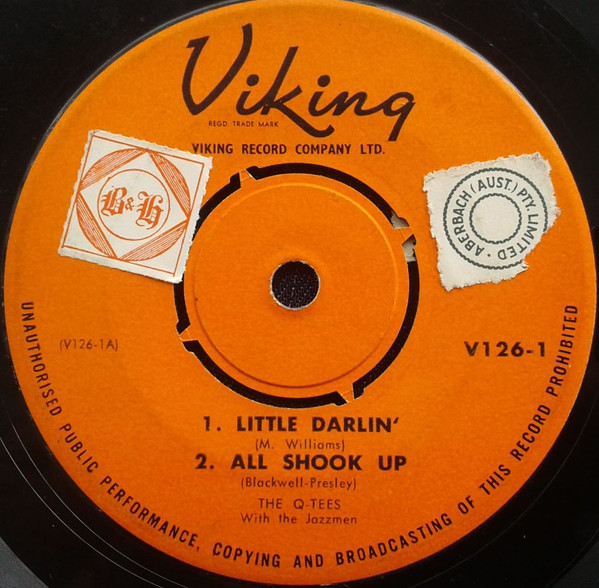 Viking
REGD. TRADE MARK
VIKING RECORD COMPANY LTD.
B&H
ABERBACH (AUST.) PTY. LIMITED •
(V126-1A)
V126-1
1. LITTLE DARLIN'
(M. Williams)
2. ALL SHOOK UP
(Blackwell-Presley)
THE Q-TEES
With the Jazzmen
UNAUTHORISED PUBLIC PERFORMANCE, COPYING AND BROADCASTING OF THIS RECORD PROHIBITED